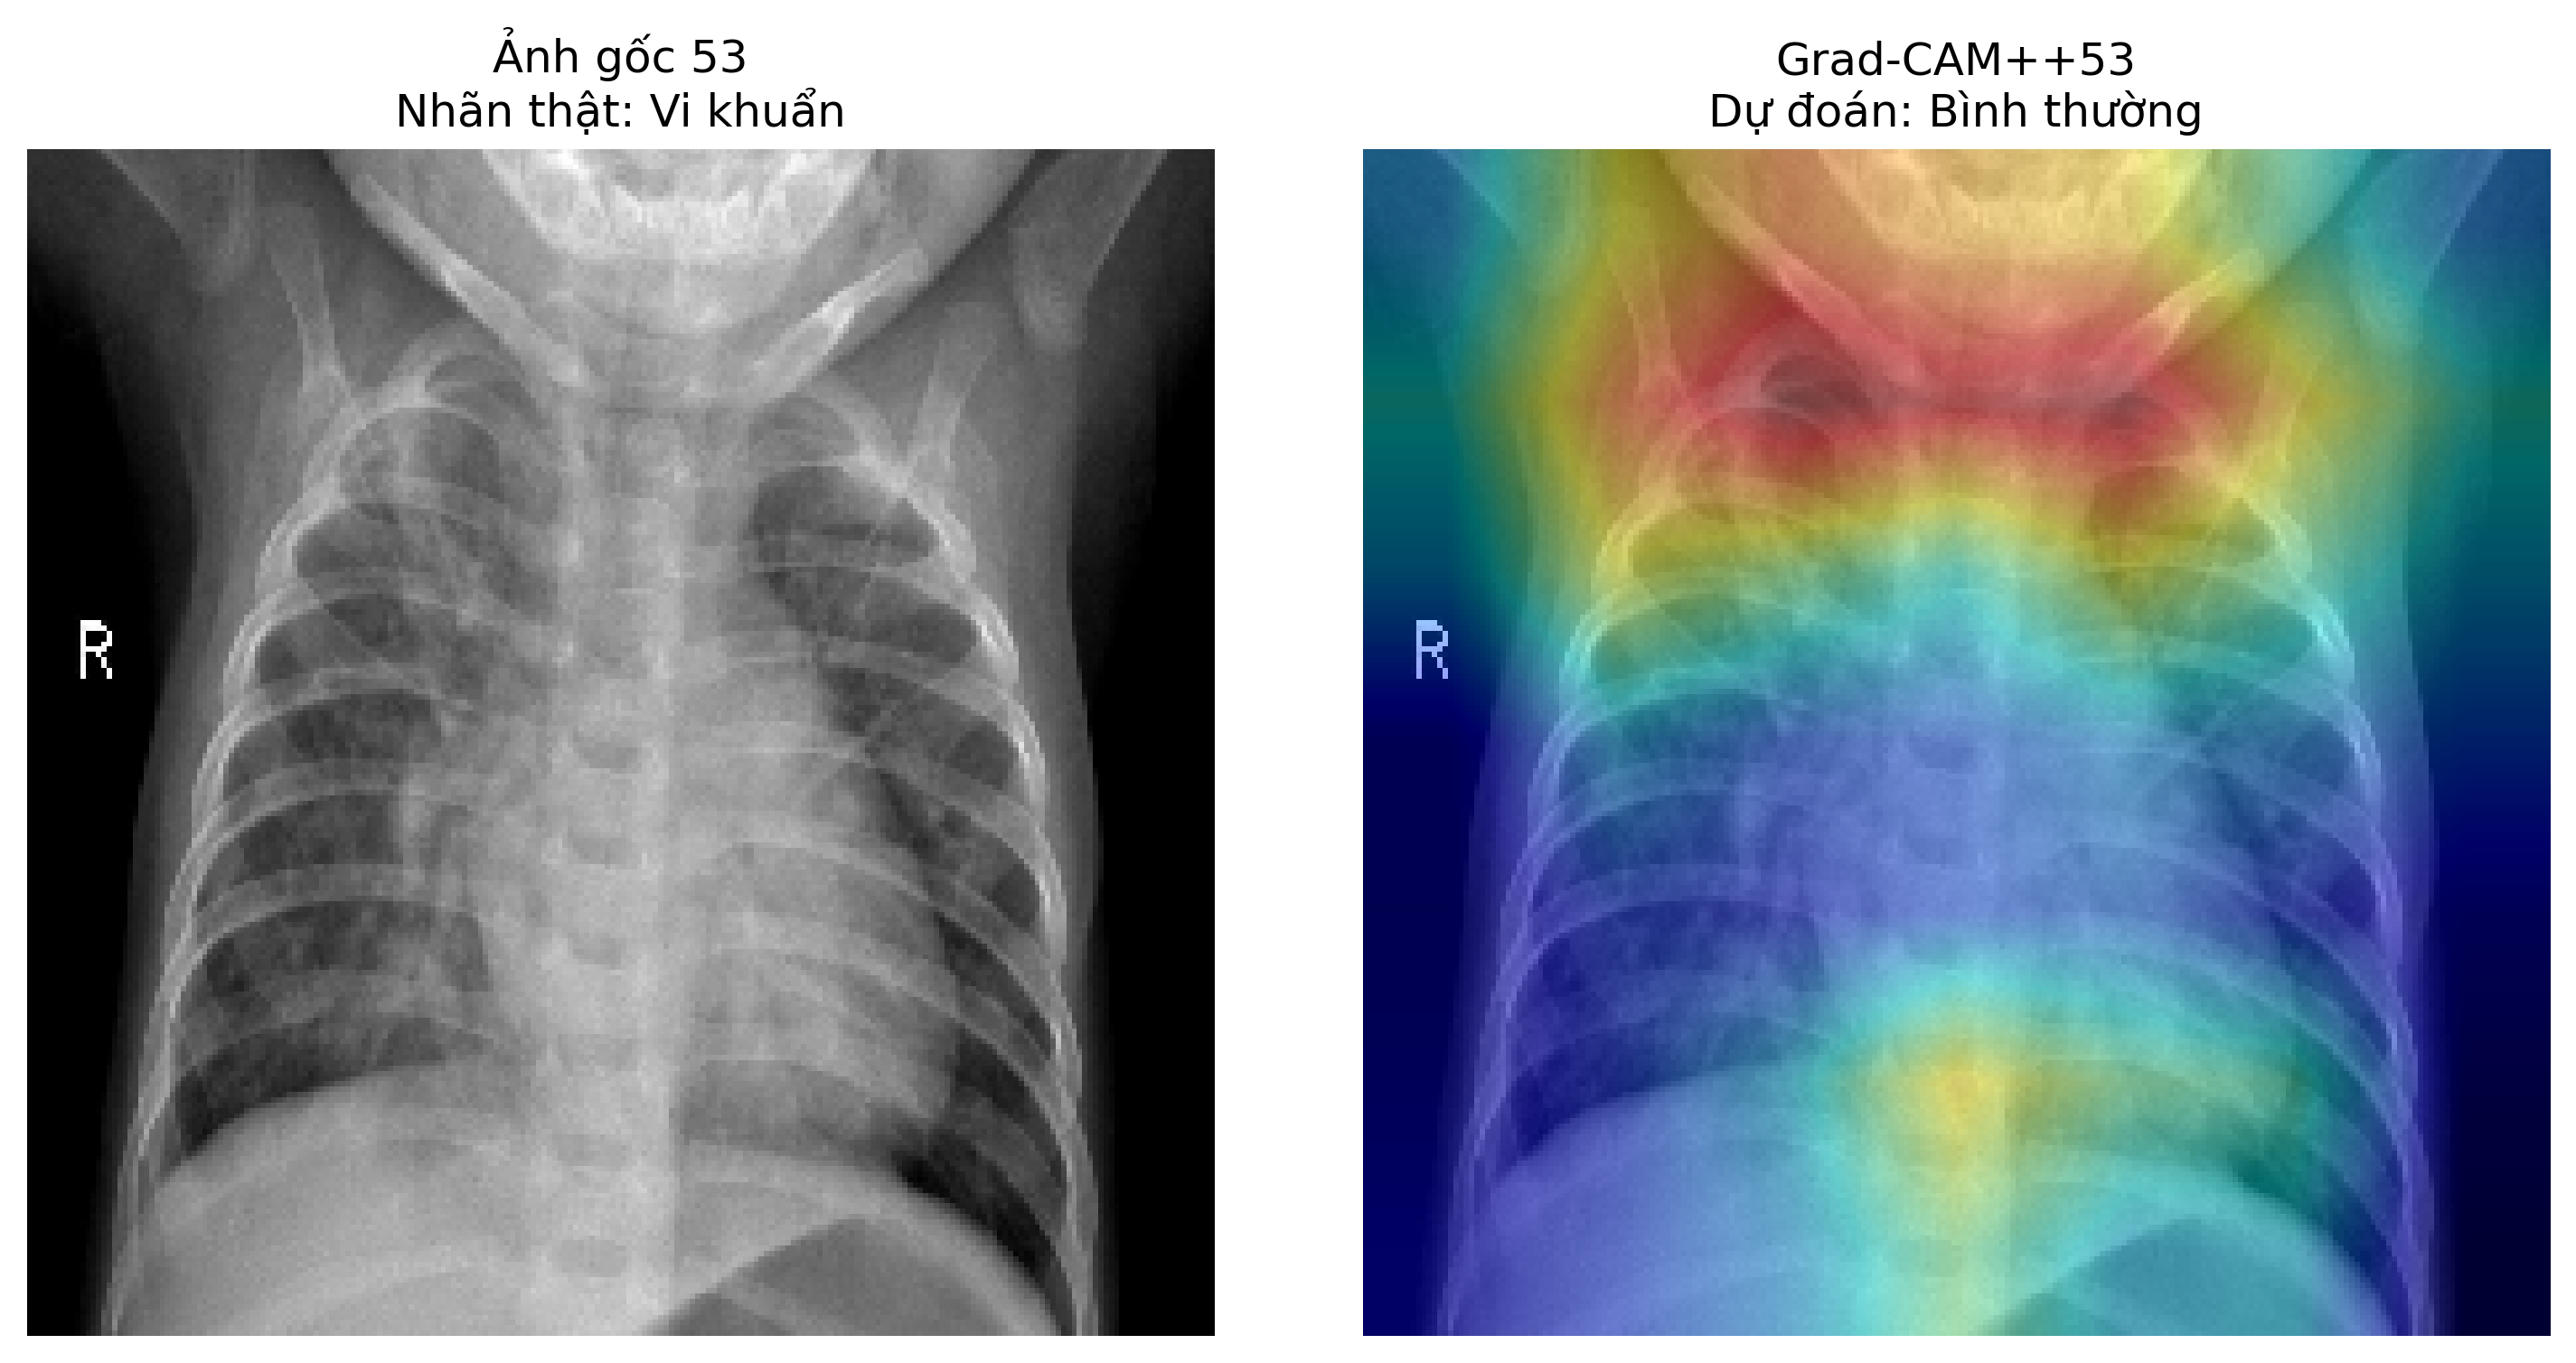 Ảnh gốc 53
Nhãn thật: Vi khuẩn
Grad-CAM++53
Dự đoán: Bình thường
R
R